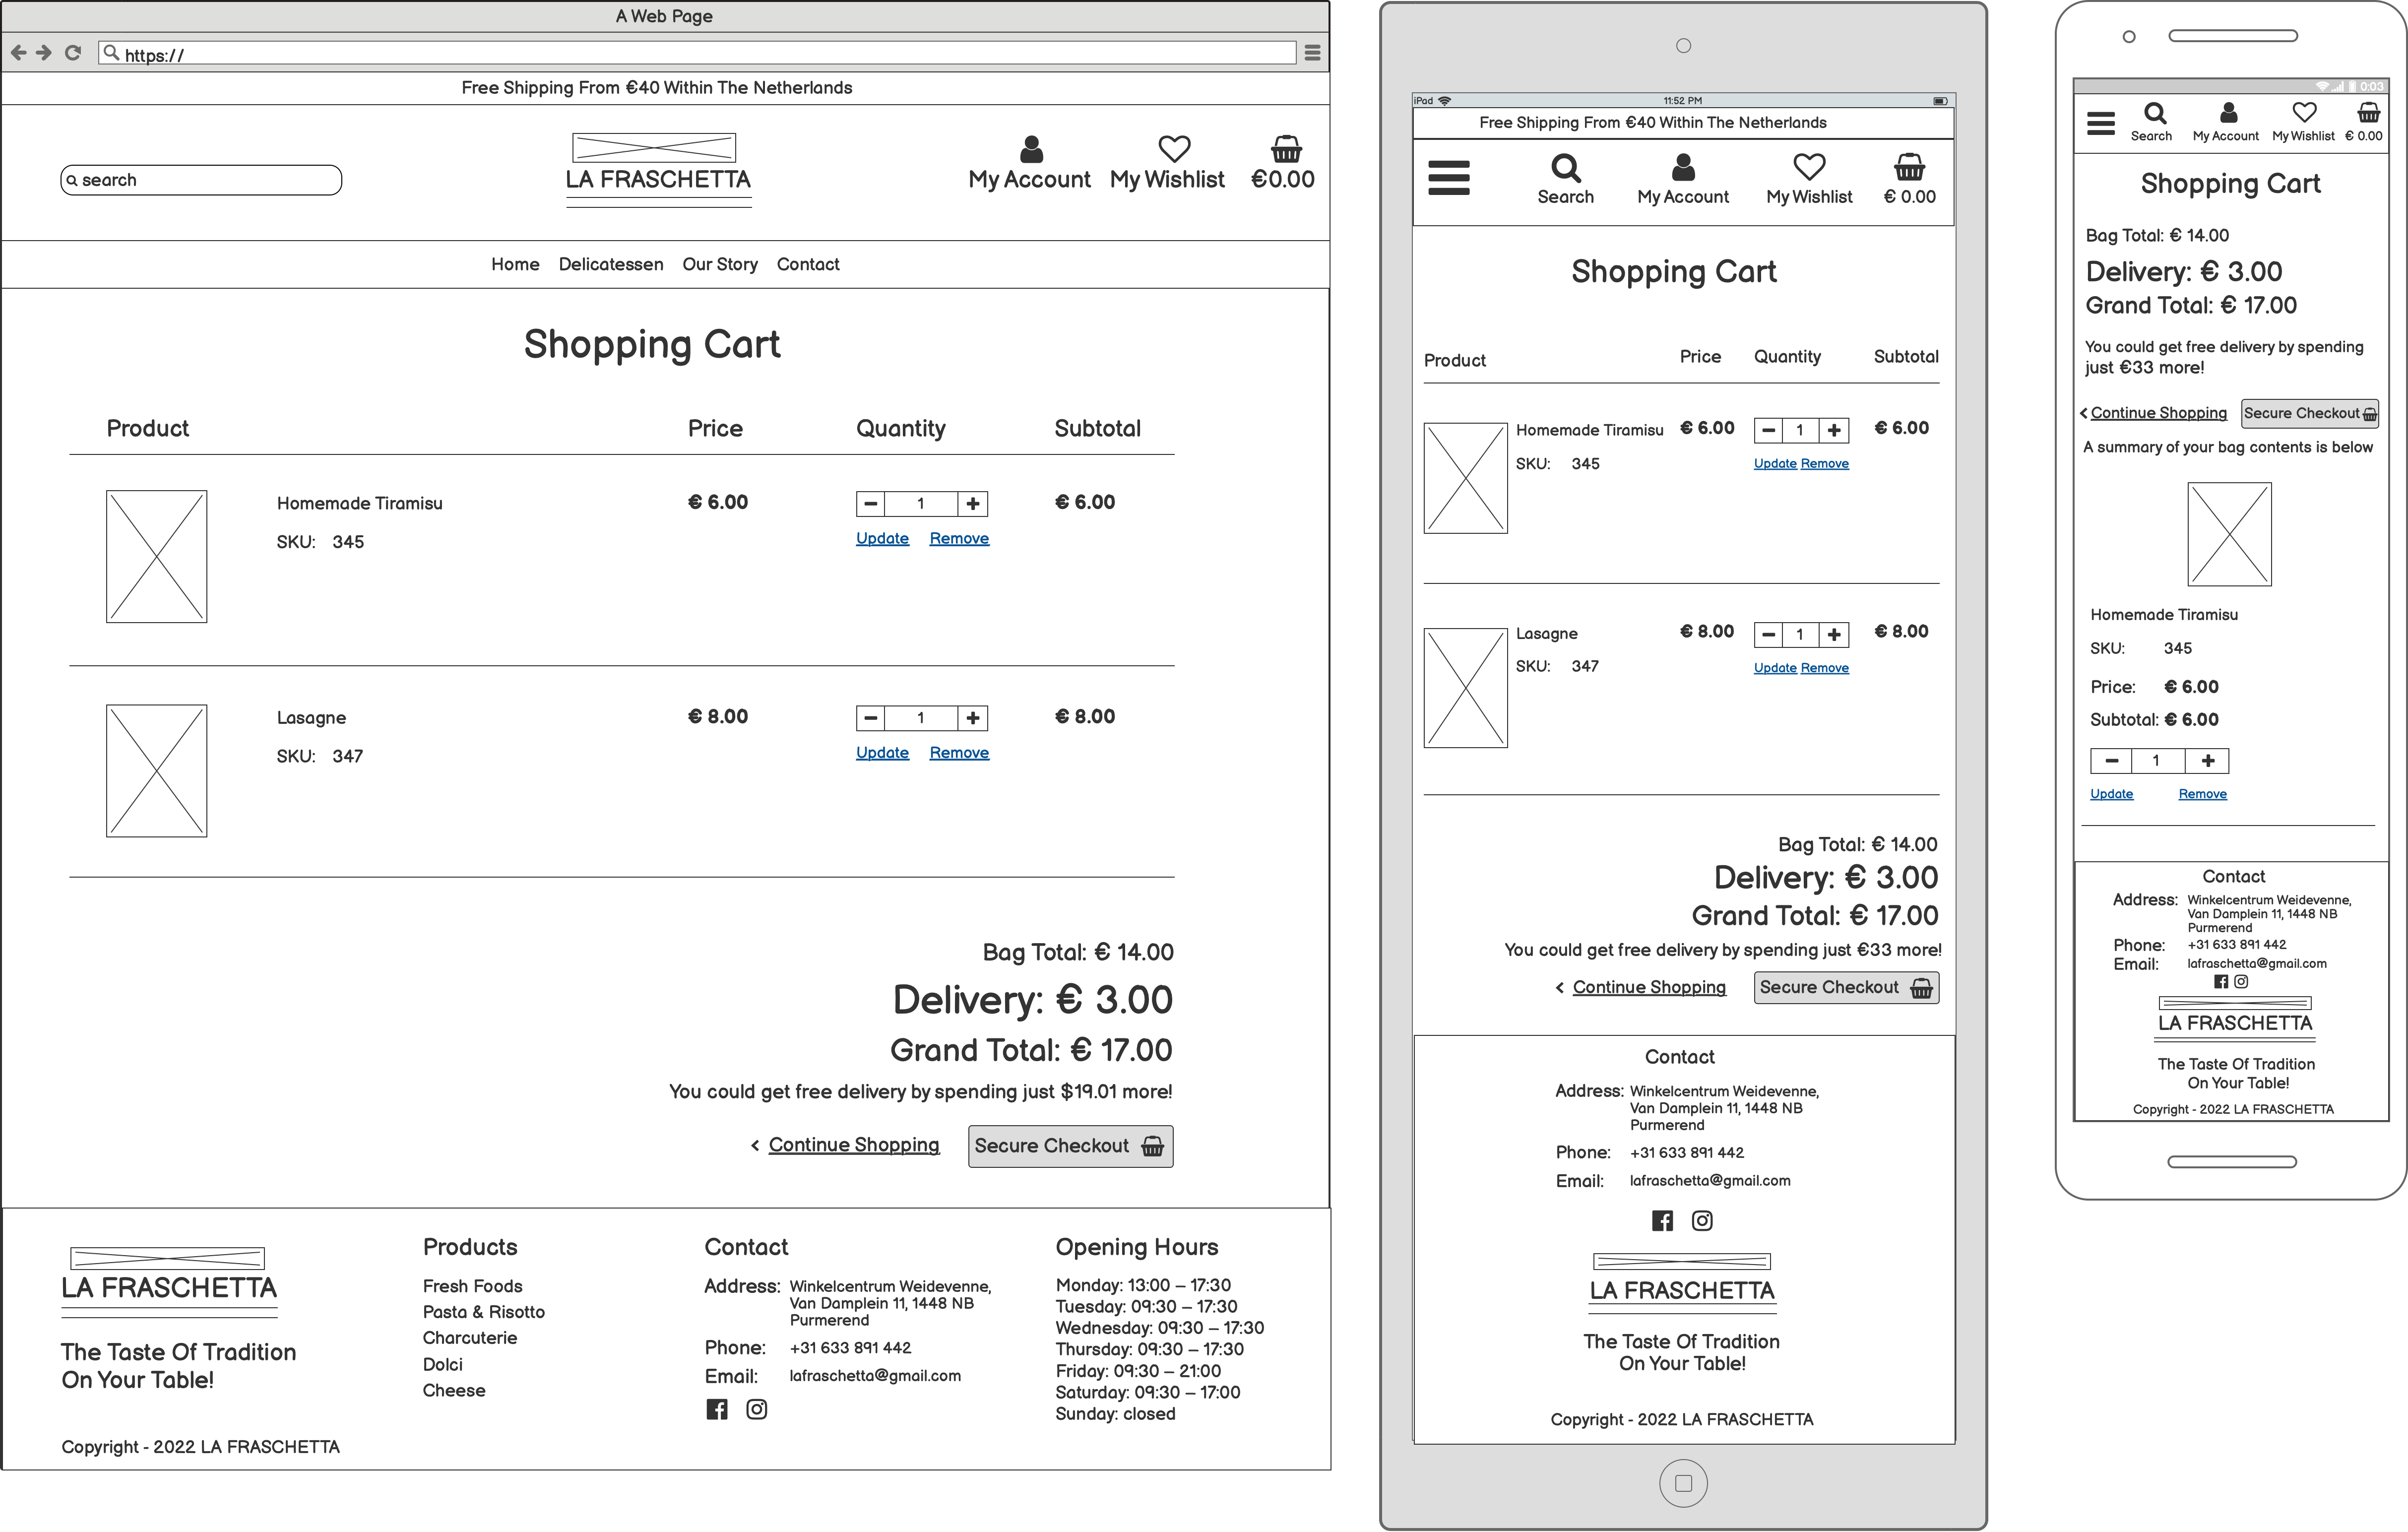 A Web Page
https://
Free Shipping From €40 Within The Netherlands
search
LA FRASCHETTA
My Account My Wishlist €0.00
Home Delicatessen Our Story Contact
Shopping Cart
Product Price Quantity Subtotal
Homemade Tiramisu € 6.00 1 € 6.00
SKU: 345 Update Remove
Lasagne € 8.00 1 € 8.00
SKU: 347 Update Remove
Bag Total: € 14.00
Delivery: € 3.00
Grand Total: € 17.00
You could get free delivery by spending just $19.01 more!
Continue Shopping Secure Checkout
LA FRASCHETTA
The Taste Of Tradition
On Your Table!
Copyright - 2022 LA FRASCHETTA
Products
Fresh Foods
Pasta & Risotto
Charcuterie
Dolci
Cheese
Contact
Address: Winkelcentrum Weidevenne,
Van Damplein 11, 1448 NB
Purmerend
Phone: +31 633 891 442
Email: lafraschetta@gmail.com
Opening Hours
Monday: 13:00 – 17:30
Tuesday: 09:30 – 17:30
Wednesday: 09:30 – 17:30
Thursday: 09:30 – 17:30
Friday: 09:30 – 21:00
Saturday: 09:30 – 17:00
Sunday: closed
iPad 11:52 PM
Free Shipping From €40 Within The Netherlands
Search My Account My Wishlist € 0.00
Shopping Cart
Product Price Quantity Subtotal
Homemade Tiramisu € 6.00 1 € 6.00
SKU: 345 Update Remove
Lasagne € 8.00 1 € 8.00
SKU: 347 Update Remove
Bag Total: € 14.00
Delivery: € 3.00
Grand Total: € 17.00
You could get free delivery by spending just €33 more!
Continue Shopping Secure Checkout
Contact
Address: Winkelcentrum Weidevenne,
Van Damplein 11, 1448 NB
Purmerend
Phone: +31 633 891 442
Email: lafraschetta@gmail.com
LA FRASCHETTA
The Taste Of Tradition
On Your Table!
Copyright - 2022 LA FRASCHETTA
0:03
Search My Account My Wishlist € 0.00
Shopping Cart
Bag Total: € 14.00
Delivery: € 3.00
Grand Total: € 17.00
You could get free delivery by spending
just €33 more!
Continue Shopping Secure Checkout
A summary of your bag contents is below
Homemade Tiramisu
SKU: 345
Price: € 6.00
Subtotal: € 6.00
1
Update Remove
Contact
Address: Winkelcentrum Weidevenne,
Van Damplein 11, 1448 NB
Purmerend
Phone: +31 633 891 442
Email: lafraschetta@gmail.com
LA FRASCHETTA
The Taste Of Tradition
On Your Table!
Copyright - 2022 LA FRASCHETTA